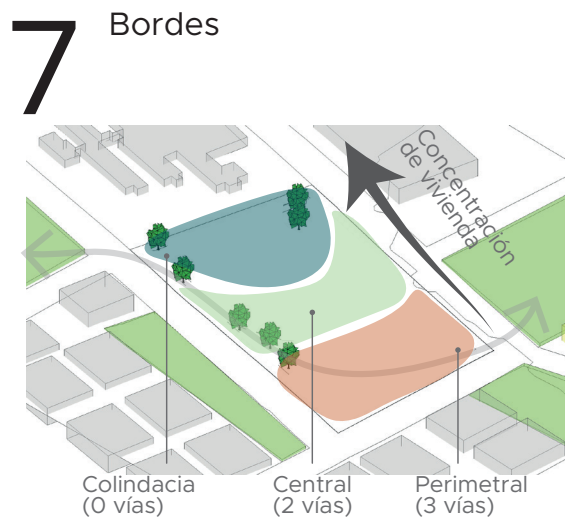 7
Bordes
Concentración
de vivienda
Colindacia
(0 vías)
Central
(2 vías)
Perimetral
(3 vías)